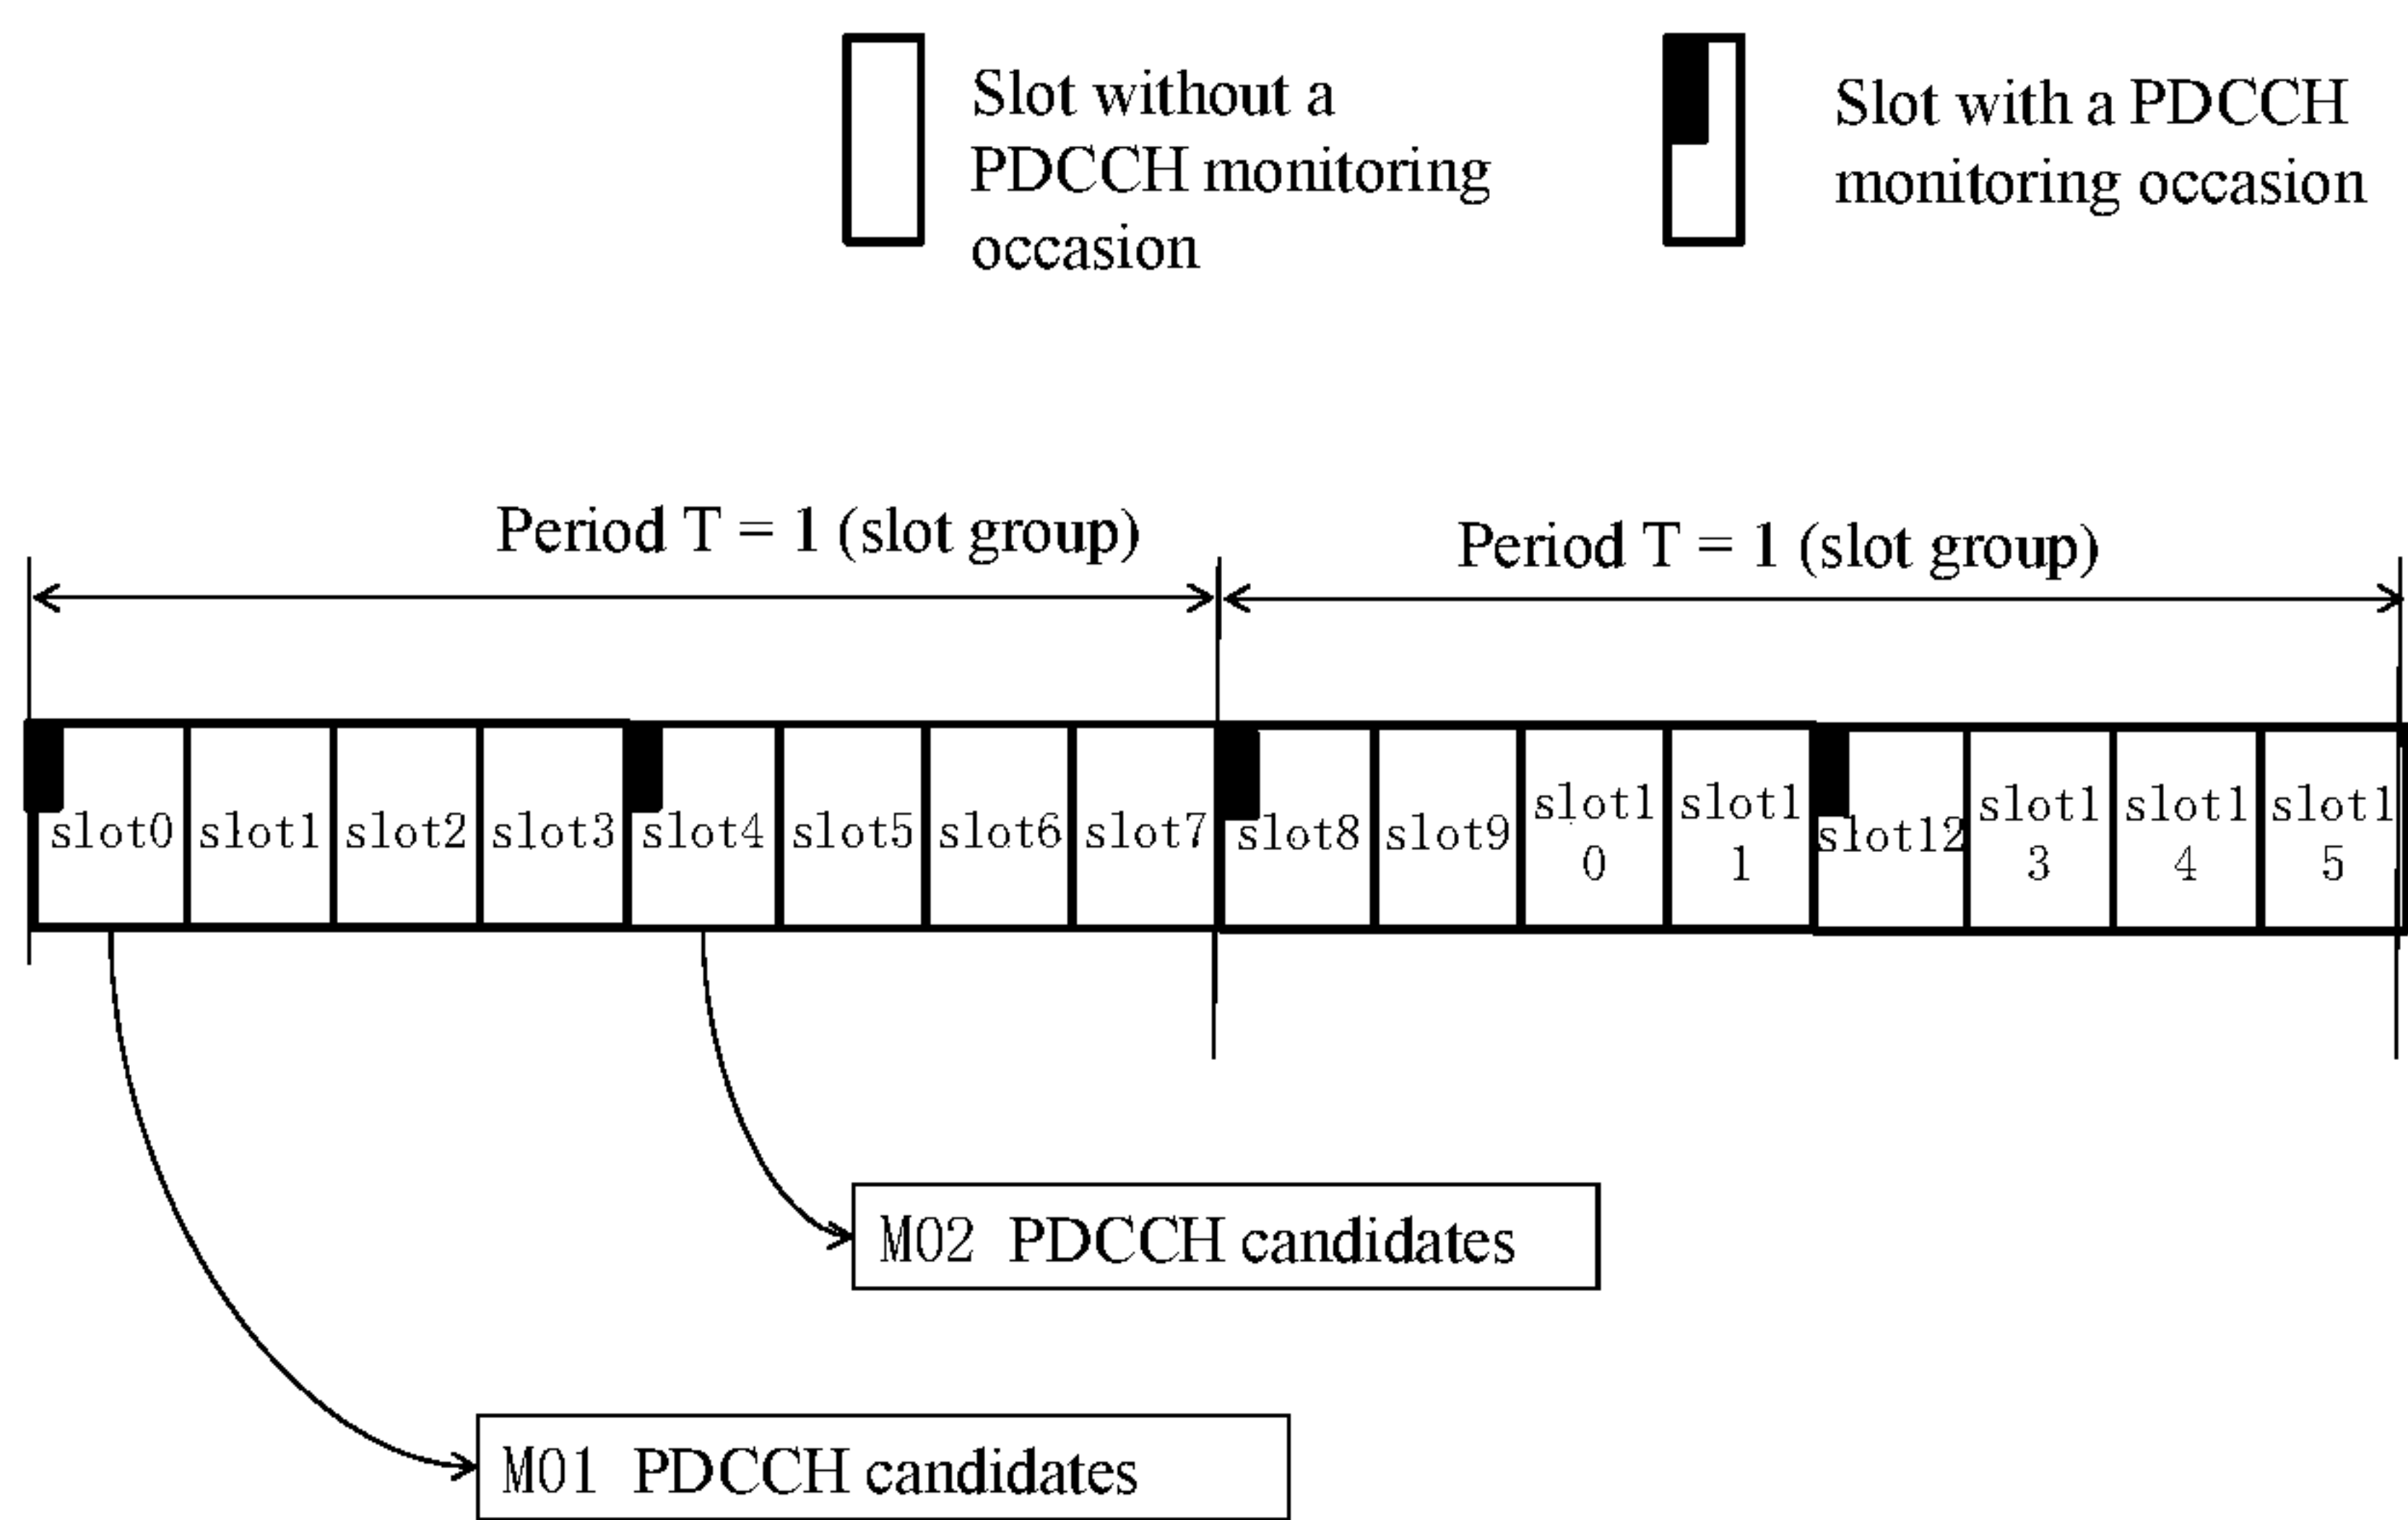 Slot without a
PDCCH monitoring
occasion
Slot with a PDCCH
monitoring occasion
Period T = 1 (slot group)
Period T = 1 (slot group)
slot0
slot1
slot2
slot3
slot4
slot5
slot6
slot7
slot8
slot9
slot1
0
slot1
1
slot12
slot1
3
slot1
4
slot1
5
MO2 PDCCH candidates
MO1 PDCCH candidates